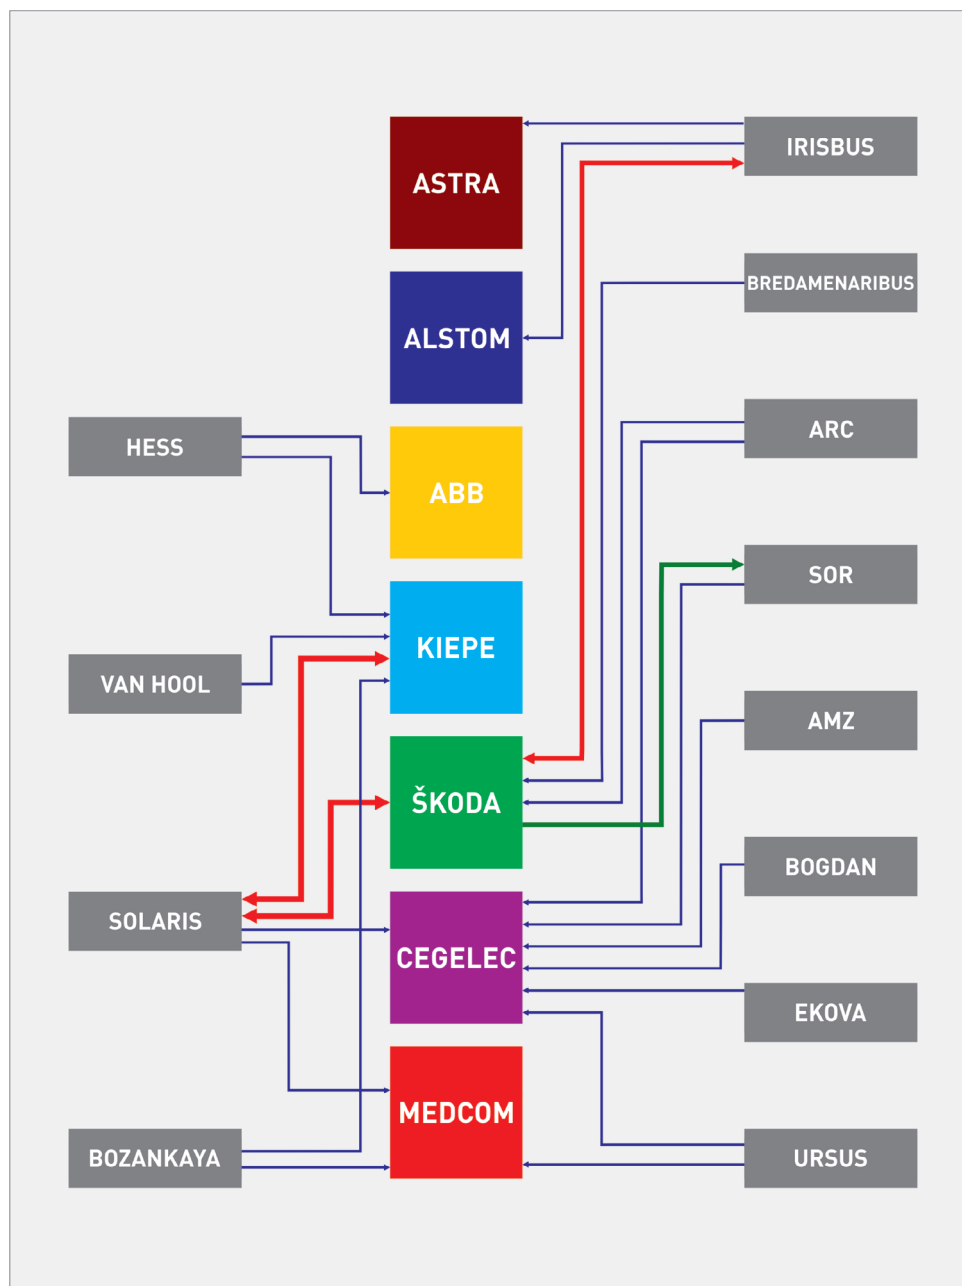 ASTRA
IRISBUS
BREDAMENARIBUS
ALSTOM
ARC
HESS
ABB
SOR
KIEPE
VAN HOOL
AMZ
ŠKODA
BOGDAN
SOLARIS
CEGELEC
EKOVA
MEDCOM
BOZANKAYA
URSUS